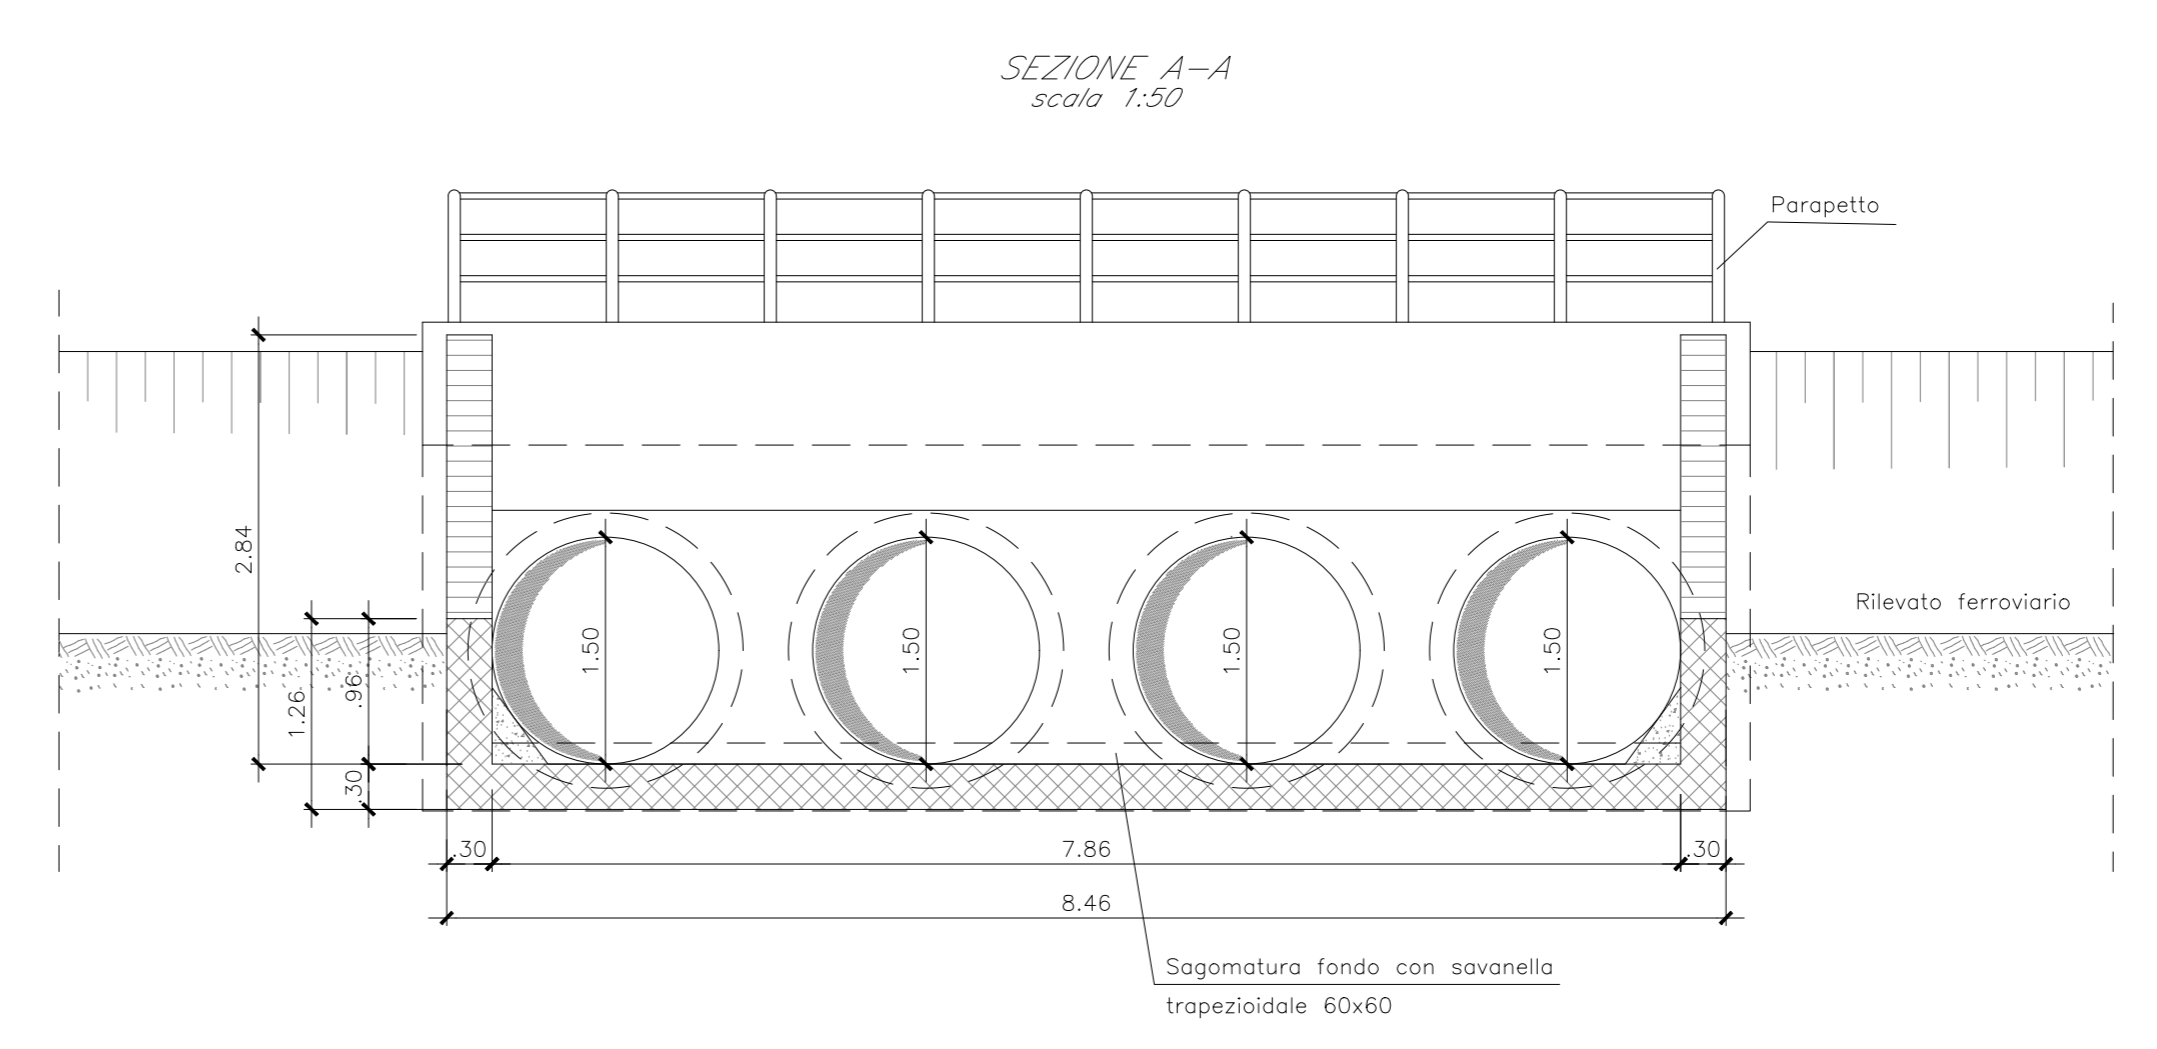 SEZIONE A-A
scala 1:50
Parapetto
2.84
Rilevato ferroviario
1.50
1.50
1.50
1.50
1.26
.96
.30
.30
7.86
.30
8.46
Sagomatura fondo con savanella
trapezioidale 60x60